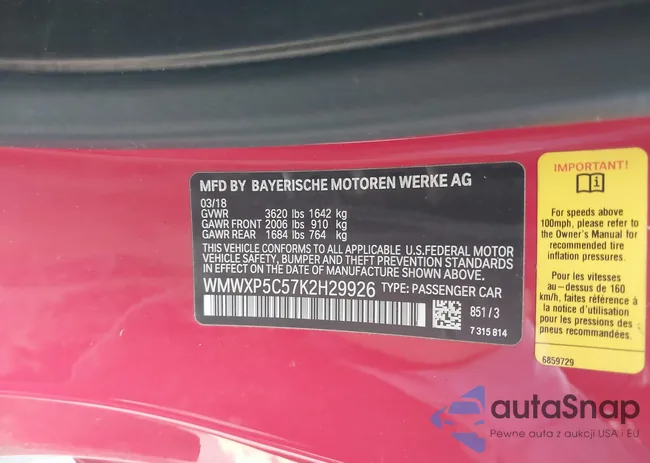 MFD BY BAYERISCHE MOTOREN WERKE AG
03/18
GVWR 3620 lbs 1642 kg
GAWR FRONT 2006 lbs 910 kg
GAWR REAR 1684 lbs 764 kg
THIS VEHICLE CONFORMS TO ALL APPLICABLE U.S.FEDERAL MOTOR
VEHICLE SAFETY, BUMPER AND THEFT PREVENTION STANDARDS
IN EFFECT ON THE DATE OF MANUFACTURE SHOWN ABOVE.
WMWXP5C57K2H29926 TYPE: PASSENGER CAR
851/3
7 315 814
IMPORTANT!
For speeds above
100mph, please refer to
the Owner's Manual for
recommended tire
inflation pressures.
Pour les vitesses
au-dessus de 160
km/h, faites référence à
la notice d'utilisation
pour les pressions des
pneus recommandées.
6859729
autaSnap
Pewne auta z aukcji USA i EU